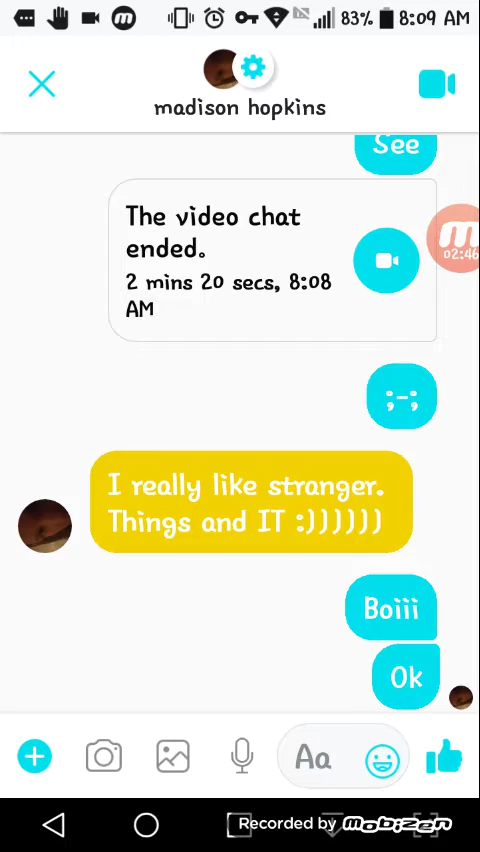 83% 8:09 AM
madison hopkins
See
The video chat
ended.
2 mins 20 secs, 8:08
AM
02:46
;-;
I really like stranger.
Things and IT :))))))
Boiii
Ok
Aa
Recorded by mobizen